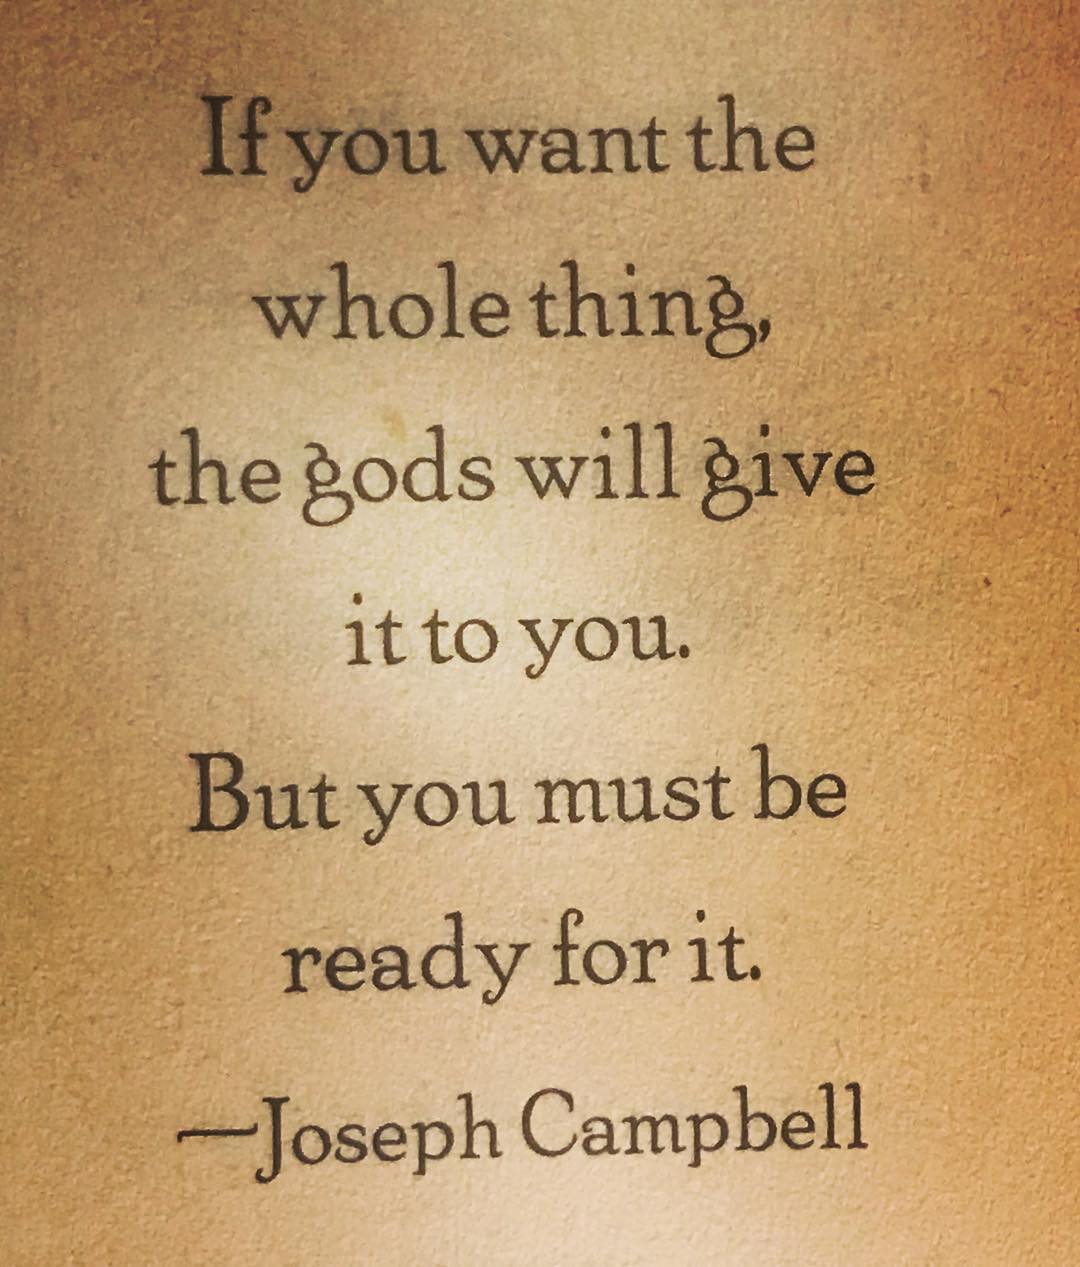 If you want the
whole thing,
the gods will give
it to you.
But you must be
ready for it.
—Joseph Campbell